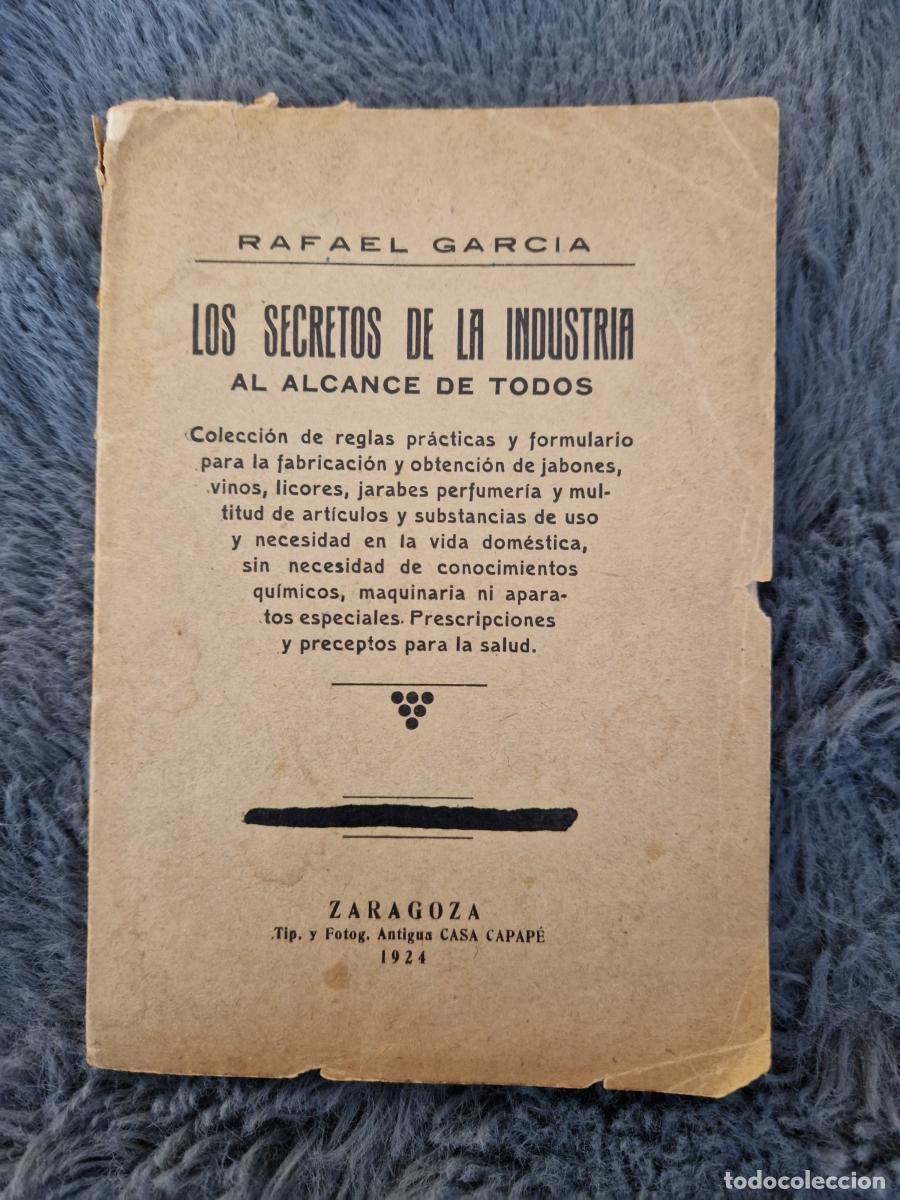 RAFAEL GARCIA
LOS SECRETOS DE LA INDUSTRIA
AL ALCANCE DE TODOS
Colección de reglas prácticas y formulario
para la fabricación y obtención de jabones,
vinos, licores, jarabes perfumería y mul-
titud de artículos y substancias de uso
y necesidad en la vida doméstica,
sin necesidad de conocimientos
químicos, maquinaria ni apara-
tos especiales. Prescripciones
y preceptos para la salud.
ZARAGOZA
Tip. y Fotog. Antigua CASA CAPAPÉ
1924
todocoleccion